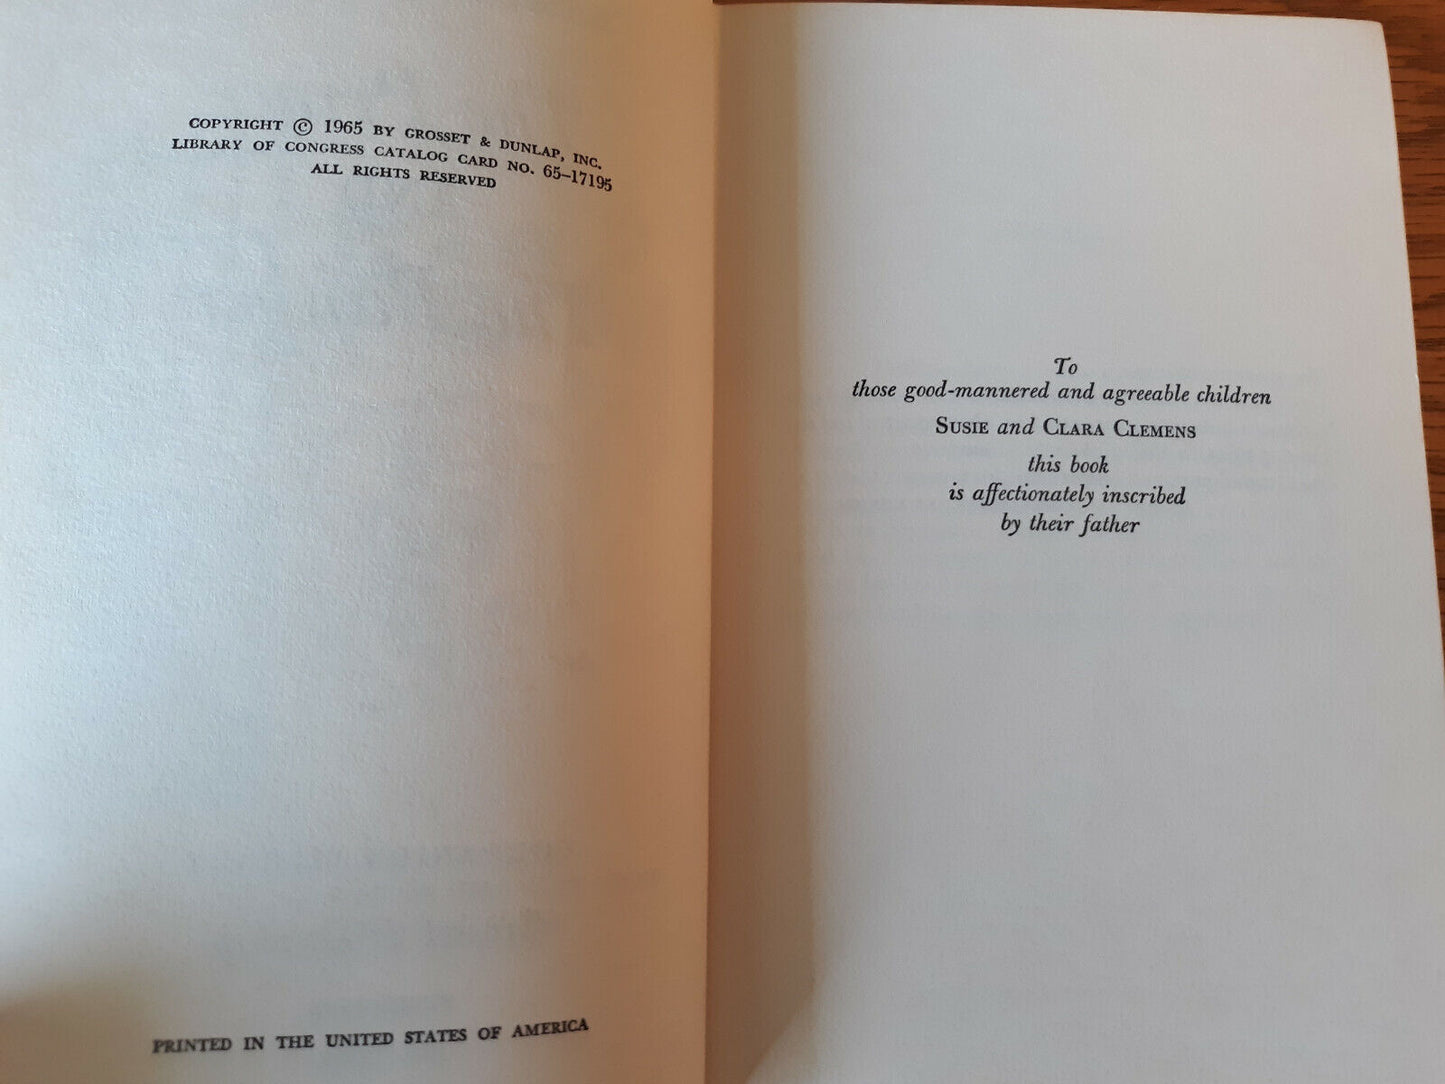 COPYRIGHT © 1965 BY GROSSET & DUNLAP, INC.
LIBRARY OF CONGRESS CATALOG CARD NO. 65–17195
ALL RIGHTS RESERVED
PRINTED IN THE UNITED STATES OF AMERICA
To
those good-mannered and agreeable children
SUSIE and CLARA CLEMENS
this book
is affectionately inscribed
by their father